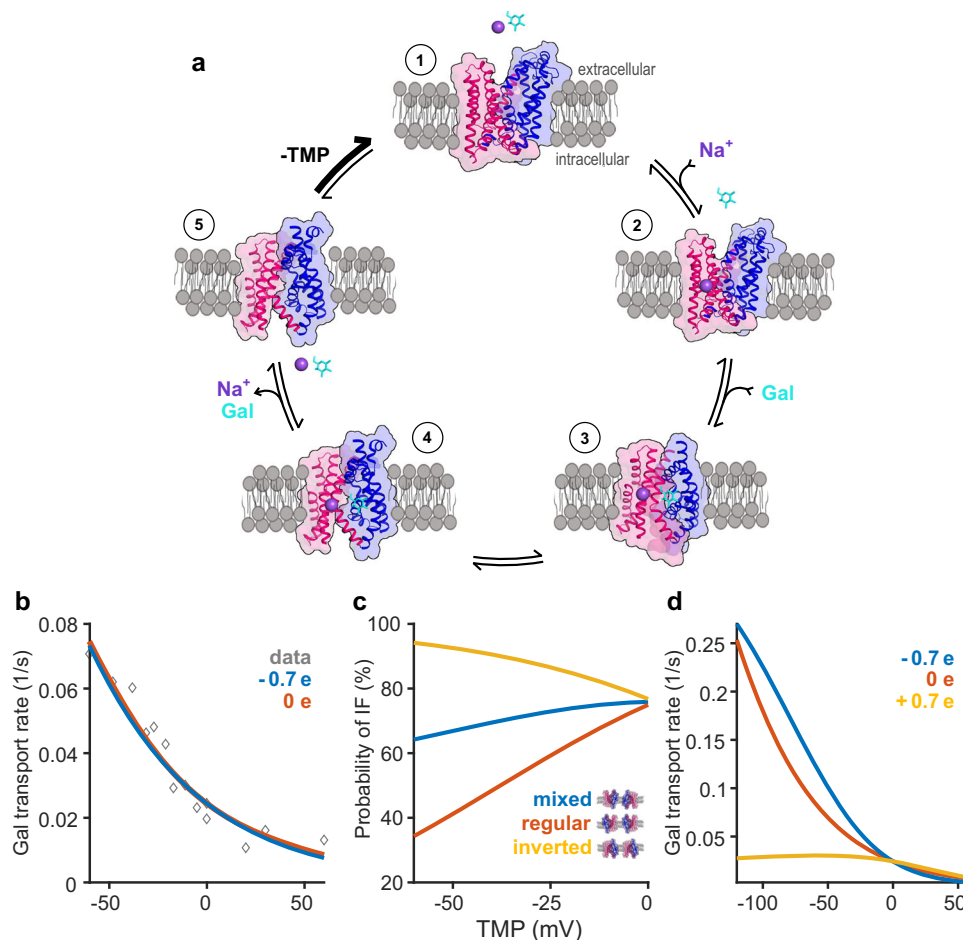 a
1
extracellular
intracellular
-TMP
Na+
5
2
Na+
Gal
Gal
4
3
b
0.08
0.06
0.04
0.02
0
-50
0
50
Gal transport rate (1/s)
data
- 0.7 e
0 e
c
100
80
60
40
20
-60
-40
-20
0
Probability of IF (%)
TMP (mV)
mixed
regular
inverted
d
0.25
0.2
0.15
0.1
0.05
-100
-50
0
50
Gal transport rate (1/s)
- 0.7 e
0 e
+ 0.7 e